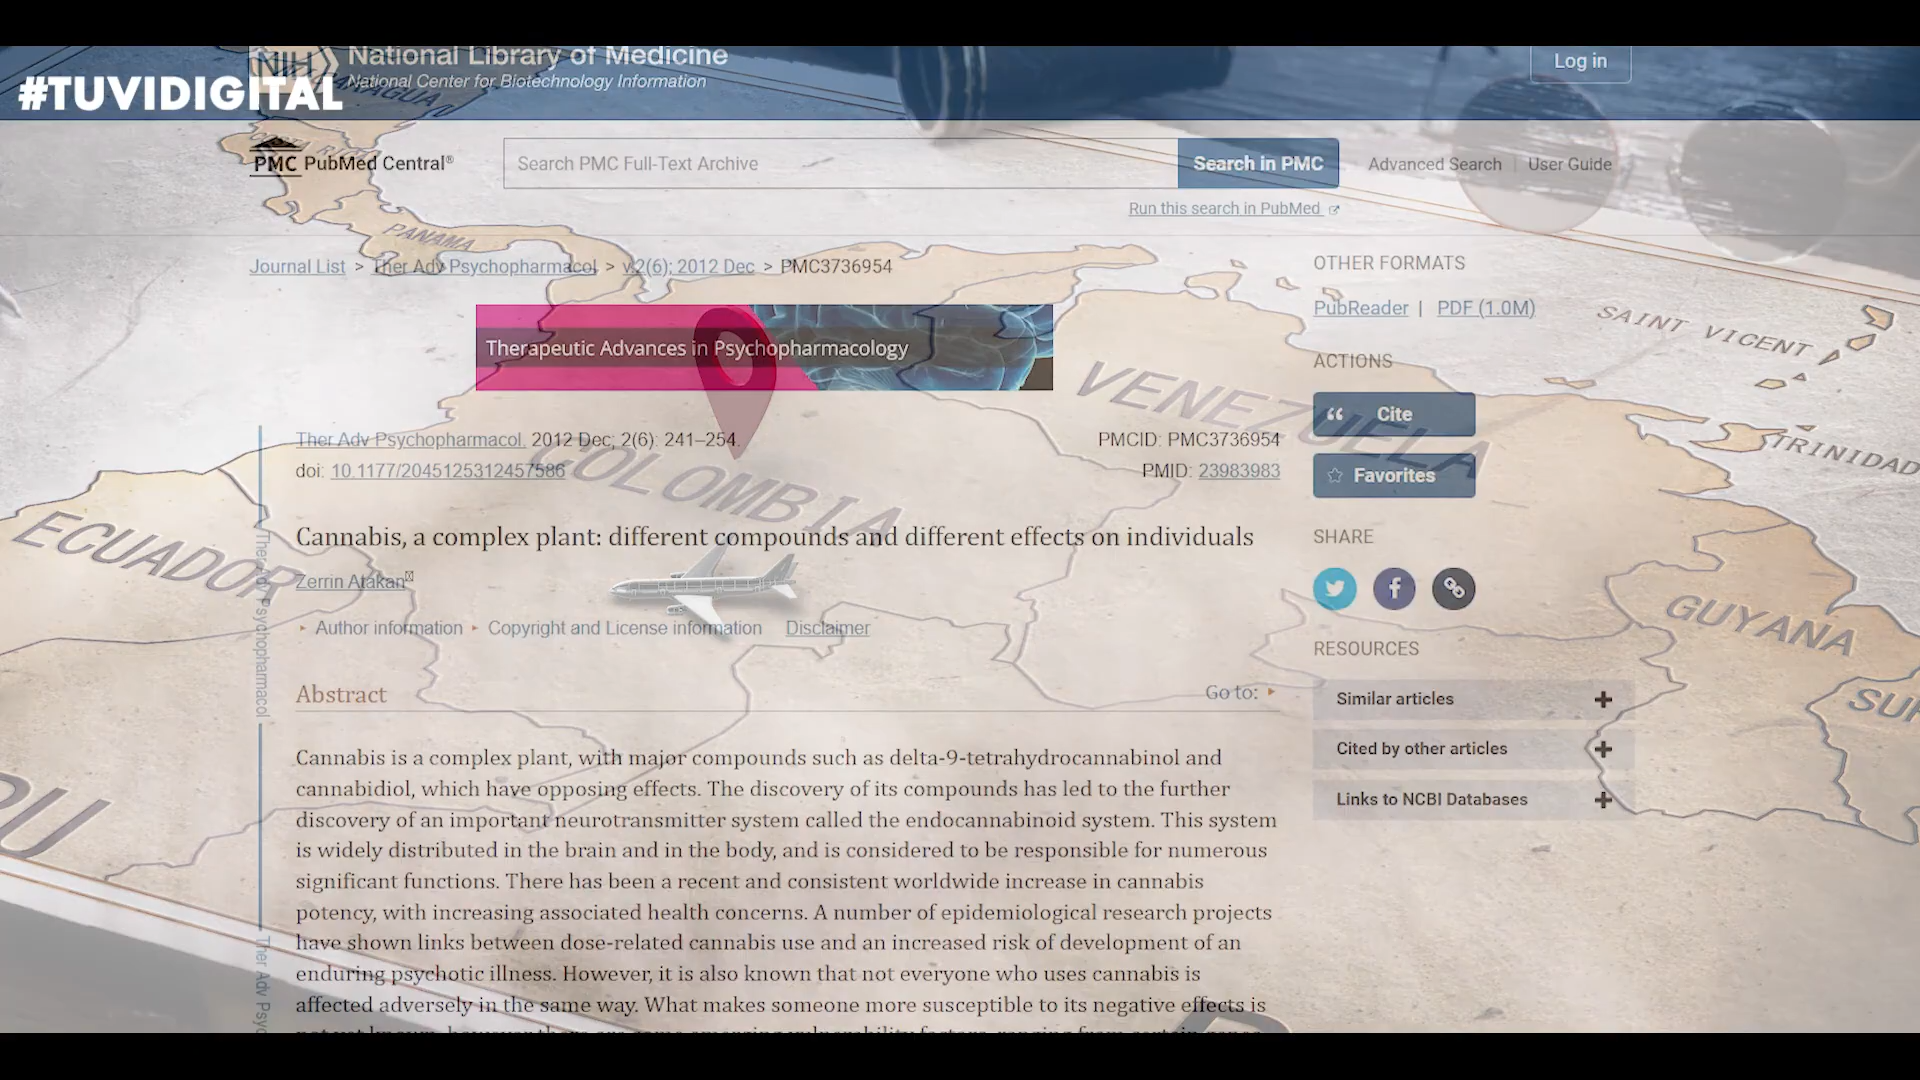 NIH
National Library of Medicine
National Center for Biotechnology Information
Log in
#TUVIDIGITAL
PMC PubMed Central®
Search PMC Full-Text Archive
Search in PMC
Advanced Search
User Guide
Run this search in PubMed
PANAMA
Journal List > Ther Adv Psychopharmacol > v.2(6); 2012 Dec > PMC3736954
OTHER FORMATS
PubReader | PDF (1.0M)
SAINT VICENT
Therapeutic Advances in Psychopharmacology
ACTIONS
VENEZUELA
Cite
Ther Adv Psychopharmacol. 2012 Dec; 2(6): 241–254.
PMCID: PMC3736954
TRINIDAD
doi: 10.1177/2045125312457586
PMID: 23983983
Favorites
COLOMBIA
ECUADOR
Cannabis, a complex plant: different compounds and different effects on individuals
SHARE
Zerrin Atakan
Author information
Copyright and License information
Disclaimer
GUYANA
RESOURCES
Ther Adv Psychopharmacol
Abstract
Go to:
Similar articles
Cited by other articles
Links to NCBI Databases
Cannabis is a complex plant, with major compounds such as delta-9-tetrahydrocannabinol and
cannabidiol, which have opposing effects. The discovery of its compounds has led to the further
discovery of an important neurotransmitter system called the endocannabinoid system. This system
is widely distributed in the brain and in the body, and is considered to be responsible for numerous
significant functions. There has been a recent and consistent worldwide increase in cannabis
potency, with increasing associated health concerns. A number of epidemiological research projects
have shown links between dose-related cannabis use and an increased risk of development of an
enduring psychotic illness. However, it is also known that not everyone who uses cannabis is
affected adversely in the same way. What makes someone more susceptible to its negative effects is
Ther Adv Psyc